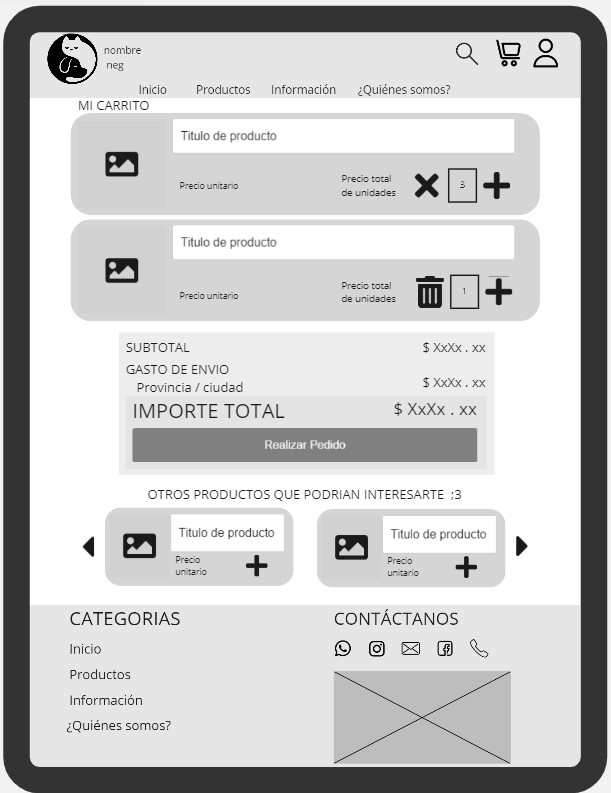 nombre
neg
Inicio Productos Información ¿Quiénes somos?
MI CARRITO
Titulo de producto
Precio unitario
Precio total
de unidades
3
Titulo de producto
Precio unitario
Precio total
de unidades
1
SUBTOTAL $ XxXx . xx
GASTO DE ENVIO
Provincia / ciudad $ XxXx . xx
IMPORTE TOTAL $ XxXx . xx
Realizar Pedido
OTROS PRODUCTOS QUE PODRIAN INTERESARTE ;3
Titulo de producto
Precio
unitario
Titulo de producto
Precio
unitario
CATEGORIAS
Inicio
Productos
Información
¿Quiénes somos?
CONTÁCTANOS